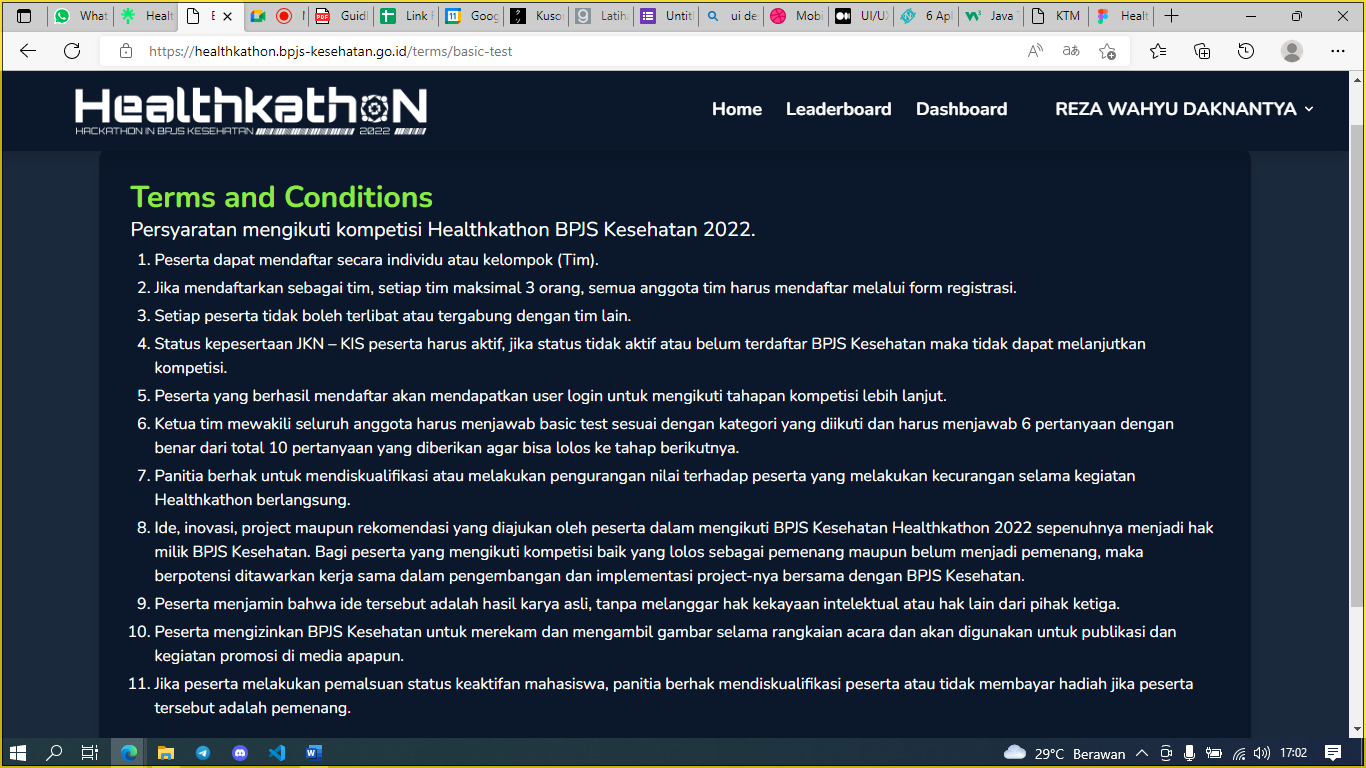 What
Healt
E
N
Guidl
Link F
Goog
Kuso
Latiha
Untitl
ui de
Mobi
UI/UX
6 Apl
Java T
KTM
Healt
https://healthkathon.bpjs-kesehatan.go.id/terms/basic-test
HealthkathoN
HACKATHON IN BPJS KESEHATAN 2022
Home Leaderboard Dashboard REZA WAHYU DAKNANTYA
Terms and Conditions
Persyaratan mengikuti kompetisi Healthkathon BPJS Kesehatan 2022.
1. Peserta dapat mendaftar secara individu atau kelompok (Tim).
2. Jika mendaftarkan sebagai tim, setiap tim maksimal 3 orang, semua anggota tim harus mendaftar melalui form registrasi.
3. Setiap peserta tidak boleh terlibat atau tergabung dengan tim lain.
4. Status kepesertaan JKN – KIS peserta harus aktif, jika status tidak aktif atau belum terdaftar BPJS Kesehatan maka tidak dapat melanjutkan
kompetisi.
5. Peserta yang berhasil mendaftar akan mendapatkan user login untuk mengikuti tahapan kompetisi lebih lanjut.
6. Ketua tim mewakili seluruh anggota harus menjawab basic test sesuai dengan kategori yang diikuti dan harus menjawab 6 pertanyaan dengan
benar dari total 10 pertanyaan yang diberikan agar bisa lolos ke tahap berikutnya.
7. Panitia berhak untuk mendiskualifikasi atau melakukan pengurangan nilai terhadap peserta yang melakukan kecurangan selama kegiatan
Healthkathon berlangsung.
8. Ide, inovasi, project maupun rekomendasi yang diajukan oleh peserta dalam mengikuti BPJS Kesehatan Healthkathon 2022 sepenuhnya menjadi hak
milik BPJS Kesehatan. Bagi peserta yang mengikuti kompetisi baik yang lolos sebagai pemenang maupun belum menjadi pemenang, maka
berpotensi ditawarkan kerja sama dalam pengembangan dan implementasi project-nya bersama dengan BPJS Kesehatan.
9. Peserta menjamin bahwa ide tersebut adalah hasil karya asli, tanpa melanggar hak kekayaan intelektual atau hak lain dari pihak ketiga.
10. Peserta mengizinkan BPJS Kesehatan untuk merekam dan mengambil gambar selama rangkaian acara dan akan digunakan untuk publikasi dan
kegiatan promosi di media apapun.
11. Jika peserta melakukan pemalsuan status keaktifan mahasiswa, panitia berhak mendiskualifikasi peserta atau tidak membayar hadiah jika peserta
tersebut adalah pemenang.
29°C Berawan 17:02